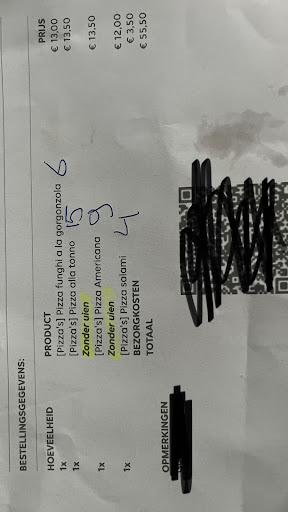 BESTELLINGSGEGEVENS:
HOEVEELHEID PRODUCT PRIJS
1x [Pizza's] Pizza funghi a la gorgonzola 6 € 13,00
1x [Pizza's] Pizza alla tonno 15 € 13,50
Zonder uien
1x [Pizza's] Pizza Americana 9 € 13,50
Zonder uien
1x [Pizza's] Pizza salami 4 € 12,00
BEZORGKOSTEN € 3,50
TOTAAL € 55,50
OPMERKINGEN